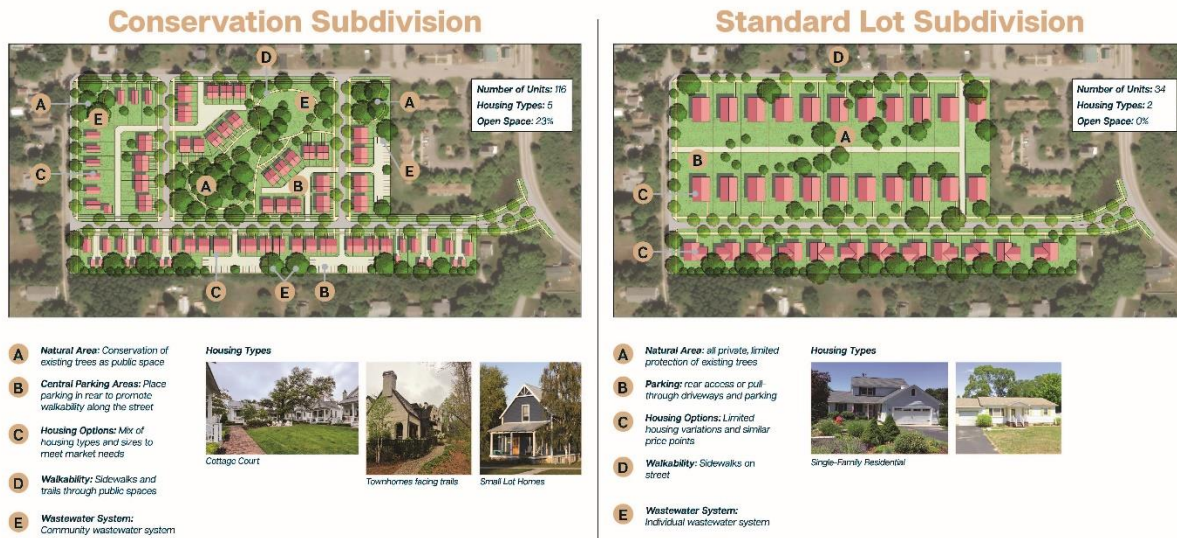 Conservation Subdivision
D
Number of Units: 116
Housing Types: 5
Open Space: 23%
A
E
A
E
C
E
A
B
C
E
B
A
Natural Area: Conservation of
existing trees as public space
B
Central Parking Areas: Place
parking in rear to promote
walkability along the street
C
Housing Options: Mix of
housing types and sizes to
meet market needs
D
Walkability: Sidewalks and
trails through public spaces
E
Wastewater System:
Community wastewater system
Housing Types
Cottage Court
Townhomes facing trails
Small Lot Homes
Standard Lot Subdivision
D
Number of Units: 34
Housing Types: 2
Open Space: 0%
A
B
C
C
A
Natural Area: all private, limited
protection of existing trees
B
Parking: rear access or pull-
through driveways and parking
C
Housing Options: Limited
housing variations and similar
price points
D
Walkability: Sidewalks on
street
E
Wastewater System:
Individual wastewater system
Housing Types
Single-Family Residential